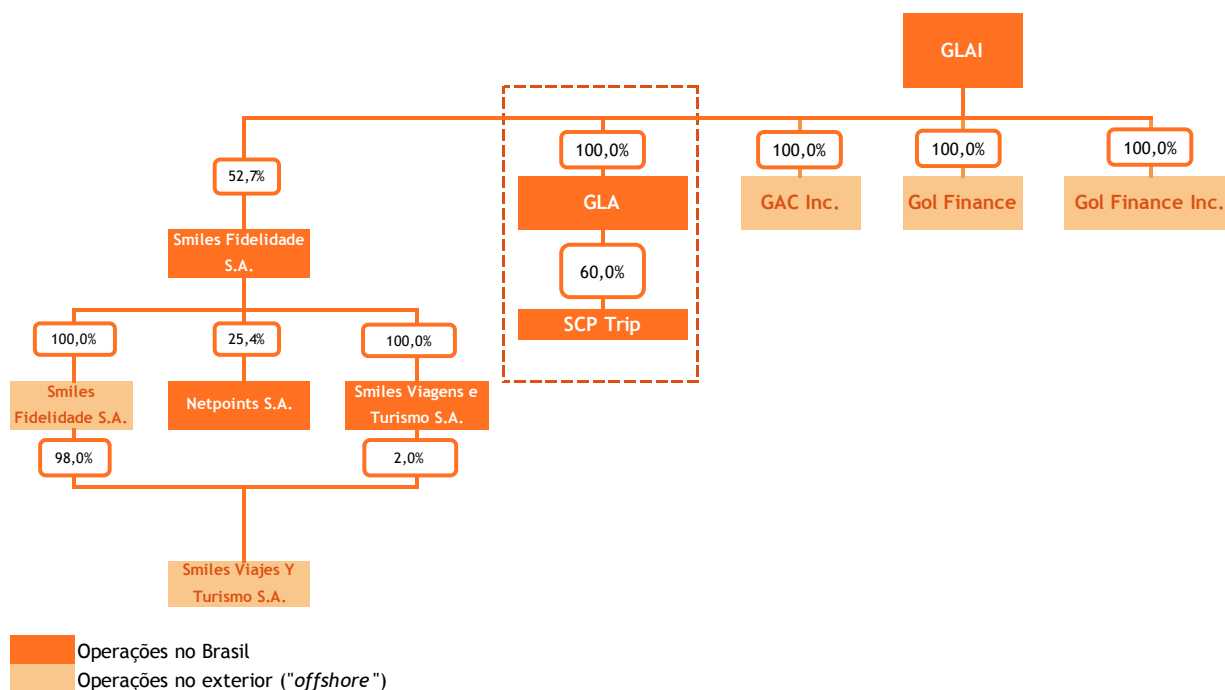 GLAI
100,0%
100,0%
100,0%
100,0%
52,7%
GLA
GAC Inc.
Gol Finance
Gol Finance Inc.
Smiles Fidelidade
S.A.
60,0%
SCP Trip
100,0%
25,4%
100,0%
Smiles
Fidelidade S.A.
Netpoints S.A.
Smiles Viagens e
Turismo S.A.
98,0%
2,0%
Smiles Viajes Y
Turismo S.A.
Operações no Brasil
Operações no exterior ("offshore")